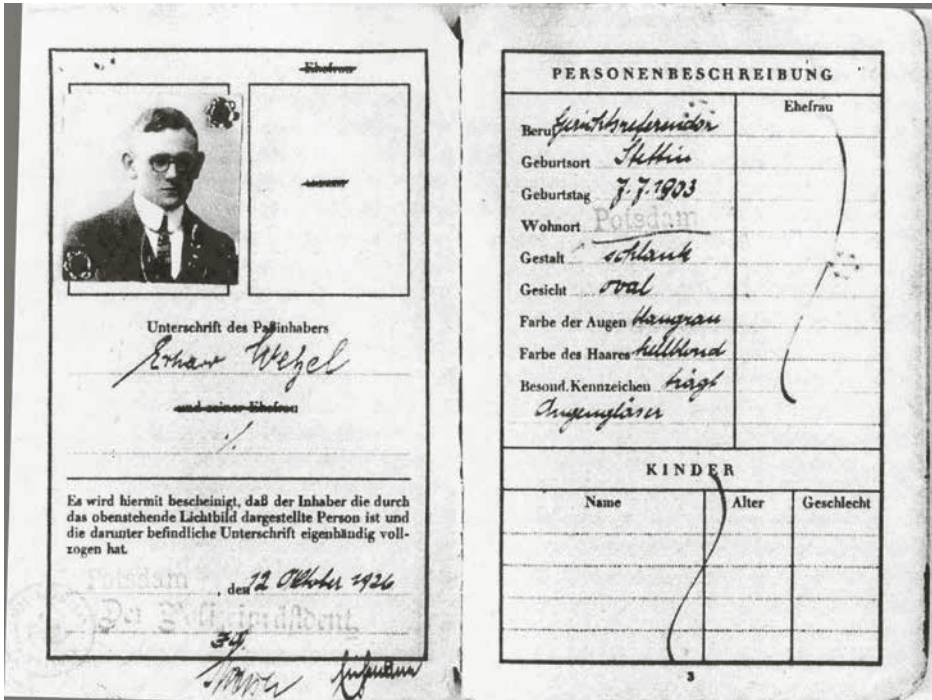 Ehefrau
Unterschrift des Paßinhabers
Erhard Wetzel
und seiner Ehefrau
Es wird hiermit bescheinigt, daß der Inhaber die durch
das obenstehende Lichtbild dargestellte Person ist und
die darunter befindliche Unterschrift eigenhändig voll-
zogen hat.
Potsdam, den 12 Oktober 1926
Der Polizeipräsident
PERSONENBESCHREIBUNG
Ehefrau
Beruf Gerichtsreferendar
Geburtsort Stettin
Geburtstag 7.7.1903
Wohnort Potsdam
Gestalt schlank
Gesicht oval
Farbe der Augen blaugrau
Farbe des Haares hellblond
Besond. Kennzeichen trägt
Augengläser
KINDER
Name Alter Geschlecht
3